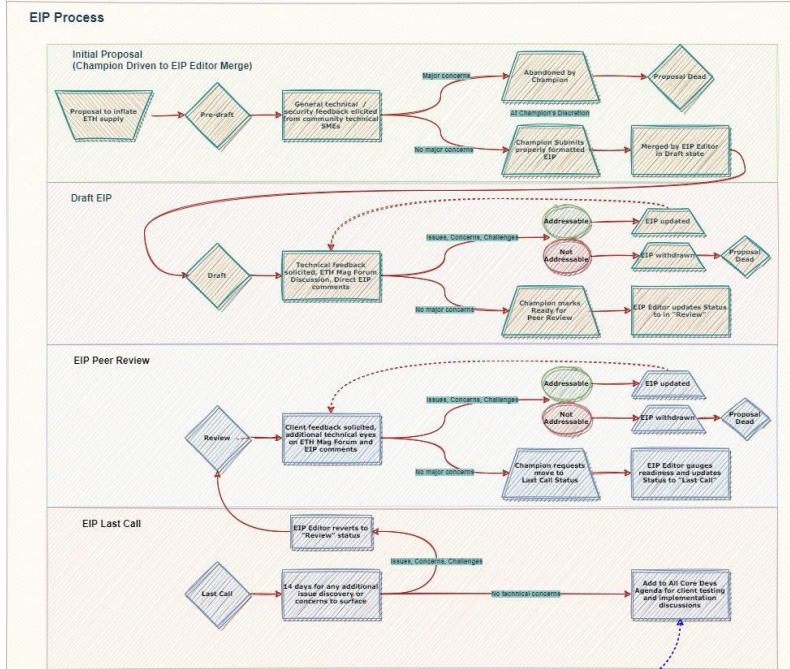 EIP Process
Initial Proposal
(Champion Driven to EIP Editor Merge)
Proposal to inflate
ETH supply
Pre-draft
General technical /
security feedback elicited
from community technical
SMEs
Major concerns
Abandoned by
Champion
Proposal Dead
At Champion's Discretion
No major concerns
Champion Submits
properly formatted
EIP
Merged by EIP Editor
in Draft state
Draft EIP
Draft
Technical feedback
solicited, ETH Mag Forum
Discussion, Direct EIP
comments
Issues, Concerns, Challenges
Addressable
EIP updated
Not
Addressable
EIP withdrawn
Proposal
Dead
No major concerns
Champion marks
Ready for
Peer Review
EIP Editor updates Status
to in "Review"
EIP Peer Review
Review
Client feedback solicited,
additional technical eyes
on ETH Mag Forum and
EIP comments
Issues, Concerns, Challenges
Addressable
EIP updated
Not
Addressable
EIP withdrawn
Proposal
Dead
No major concerns
Champion requests
move to
Last Call Status
EIP Editor gauges
readiness and updates
Status to "Last Call"
EIP Last Call
EIP Editor reverts to
"Review" status
Issues, Concerns, Challenges
Last Call
14 days for any additional
issue discovery or
concerns to surface
No technical concerns
Add to All Core Devs
Agenda for client testing
and implementation
discussions